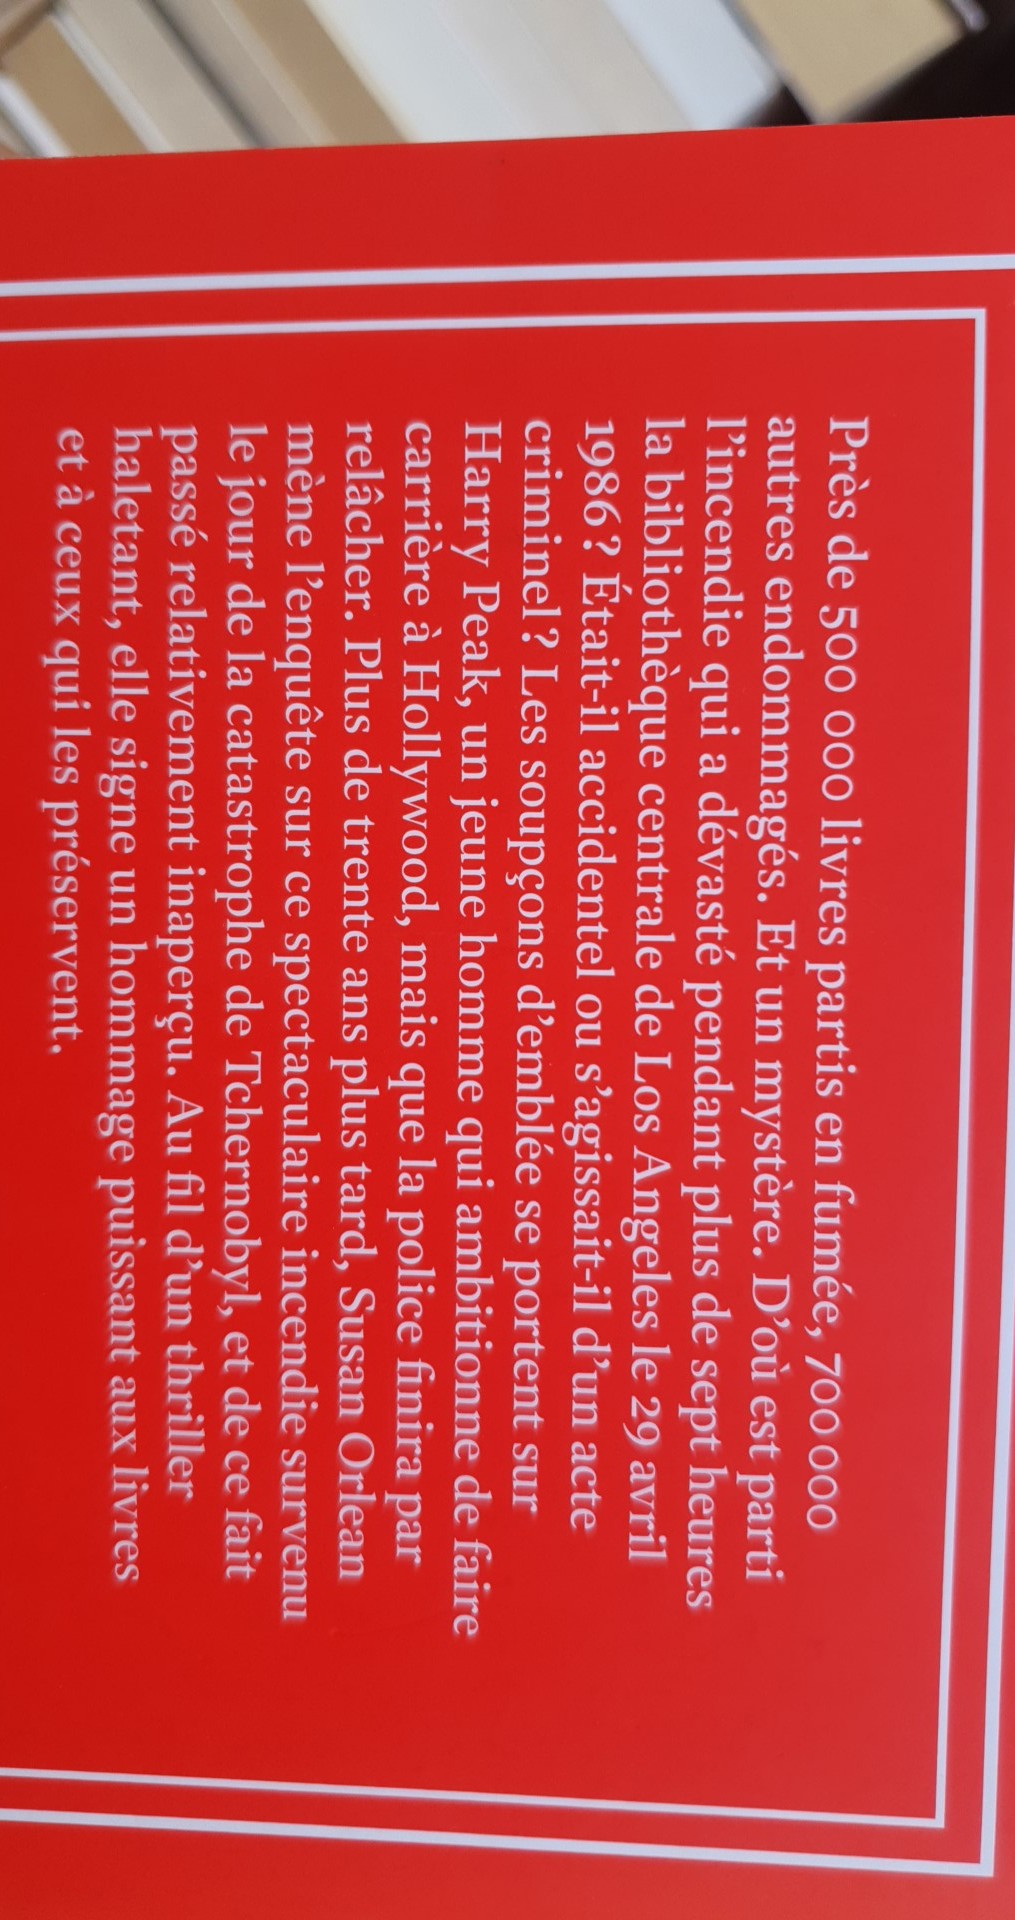 Près de 500 000 livres partis en fumée, 700 000
autres endommagés. Et un mystère. D’où est parti
l’incendie qui a dévasté pendant plus de sept heures
la bibliothèque centrale de Los Angeles le 29 avril
1986 ? Était-il accidentel ou s’agissait-il d’un acte
criminel ? Les soupçons d’emblée se portent sur
Harry Peak, un jeune homme qui ambitionne de faire
carrière à Hollywood, mais que la police finira par
relâcher. Plus de trente ans plus tard, Susan Orlean
mène l’enquête sur ce spectaculaire incendie survenu
le jour de la catastrophe de Tchernobyl, et de ce fait
passé relativement inaperçu. Au fil d’un thriller
haletant, elle signe un hommage puissant aux livres
et à ceux qui les préservent.